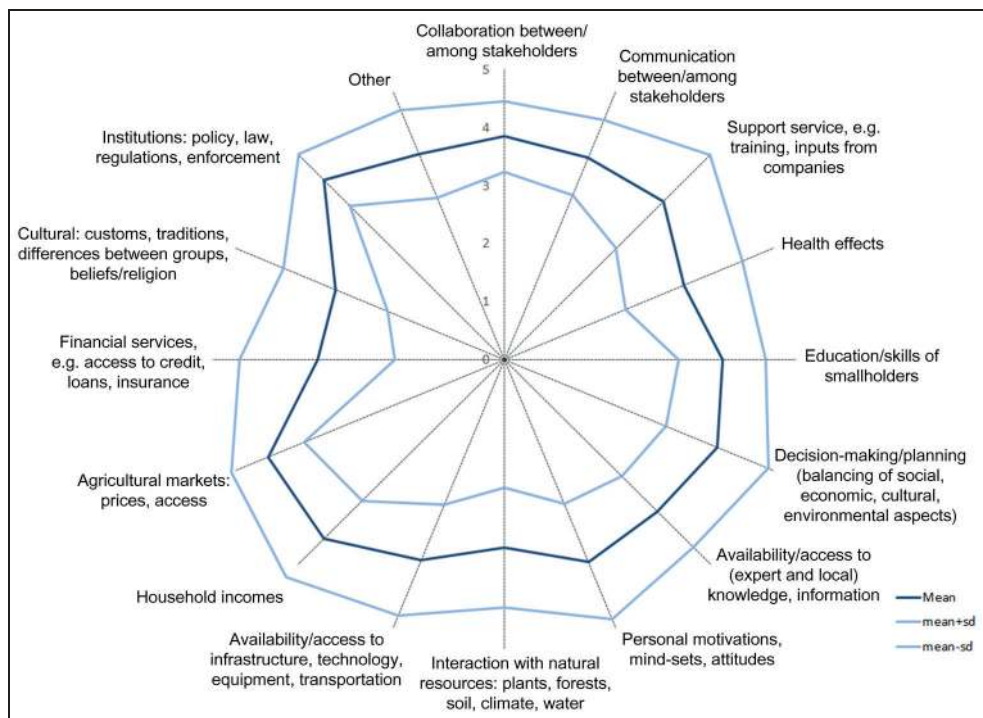 Collaboration between/
among stakeholders
Communication
between/among
stakeholders
Support service, e.g.
training, inputs from
companies
Health effects
Education/skills of
smallholders
Decision-making/planning
(balancing of social,
economic, cultural,
environmental aspects)
Availability/access to
(expert and local)
knowledge, information
Personal motivations,
mind-sets, attitudes
Interaction with natural
resources: plants, forests,
soil, climate, water
Availability/access to
infrastructure, technology,
equipment, transportation
Household incomes
Agricultural markets:
prices, access
Financial services,
e.g. access to credit,
loans, insurance
Cultural: customs, traditions,
differences between groups,
beliefs/religion
Institutions: policy, law,
regulations, enforcement
Other
5
4
3
2
1
0
Mean
mean+sd
mean-sd